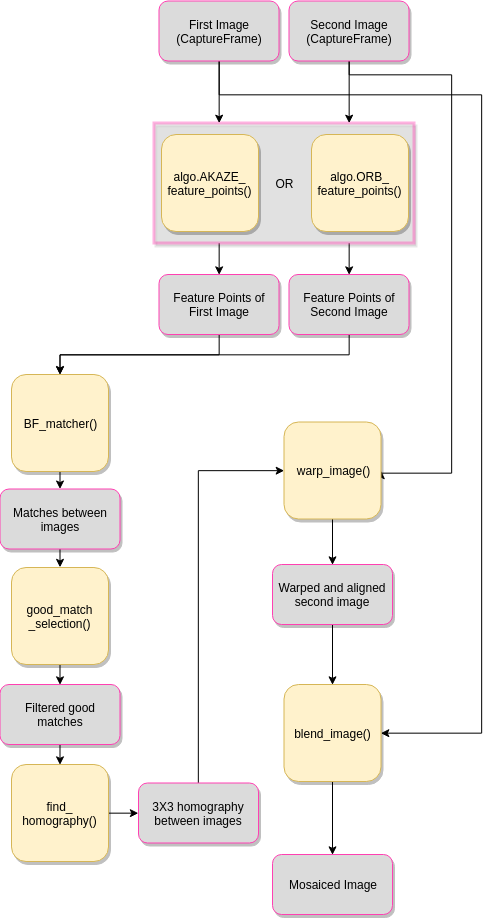 First Image
(CaptureFrame)
Second Image
(CaptureFrame)
algo.AKAZE_
feature_points()
OR
algo.ORB_
feature_points()
Feature Points of
First Image
Feature Points of
Second Image
BF_matcher()
Matches between
images
good_match
_selection()
Filtered good
matches
find_
homography()
3X3 homography
between images
warp_image()
Warped and aligned
second image
blend_image()
Mosaiced Image